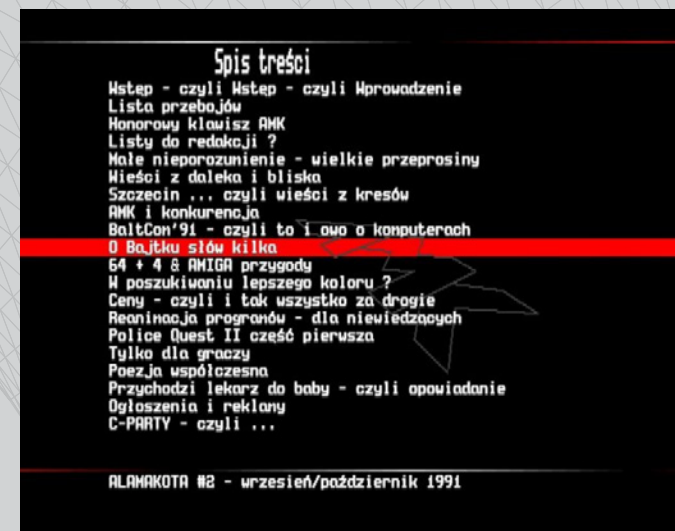 Spis treści
Wstęp - czyli Wstęp - czyli Wprowadzenie
Lista przebojów
Honorowy klawisz AMK
Listy do redakcji ?
Małe nieporozumienie - wielkie przeprosiny
Wieści z daleka i bliska
Szczecin ... czyli wieści z kresów
AMK i konkurencja
BaltCom'91 - czyli to i owo o komputerach
O Bajtku słów kilka
64 + 4 & AMIGA przygody
W poszukiwaniu lepszego koloru ?
Ceny - czyli i tak wszystko za drogie
Reanimacja programów - dla niewiedzących
Police Quest II cześć pierwsza
Tylko dla graczy
Poezja współczesna
Przychodzi lekarz do baby - czyli opowiadanie
Ogłoszenia i reklamy
C-PARTY - czyli ...
ALAMAKOTA #2 - wrzesień/październik 1991